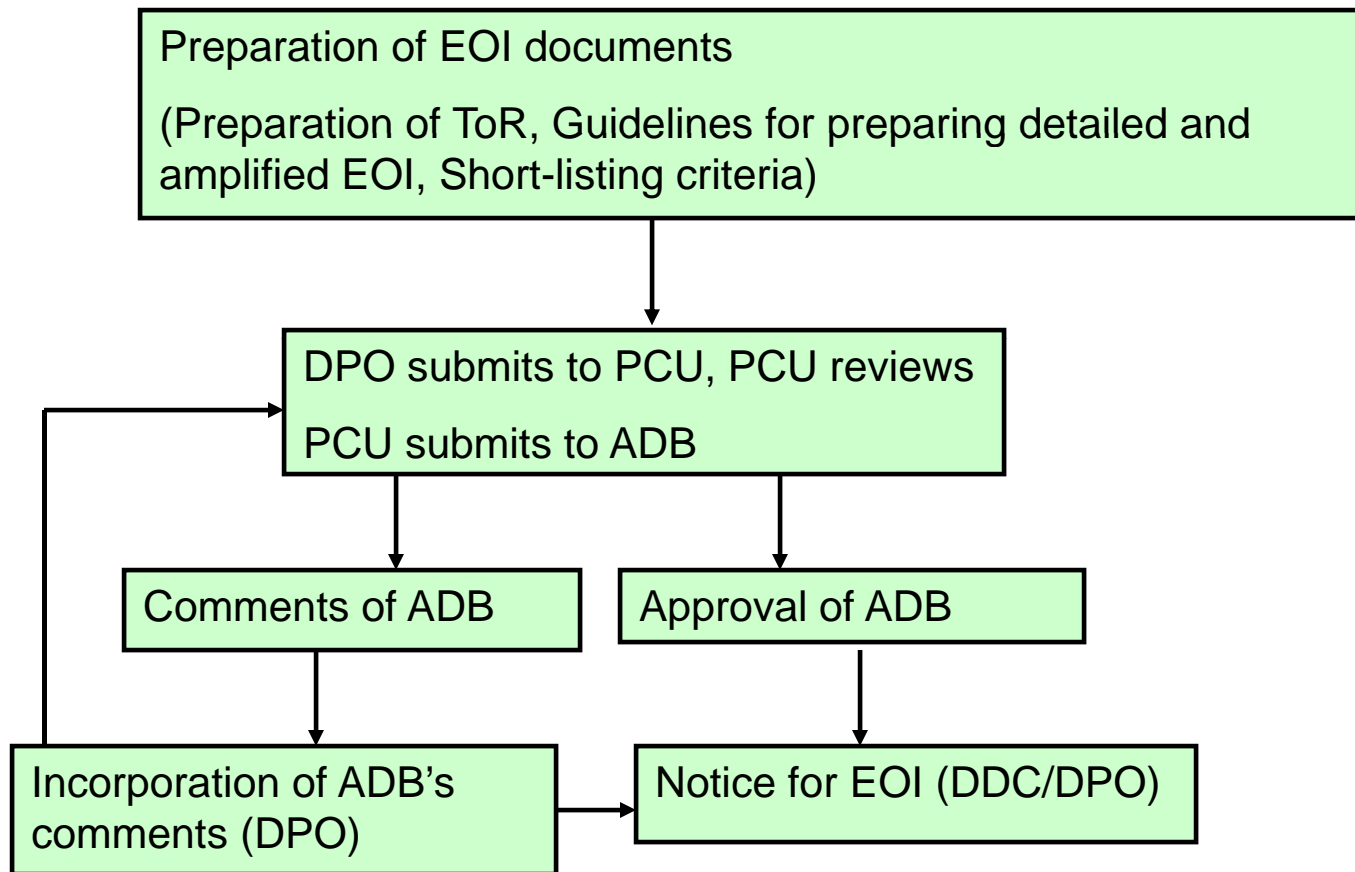 Preparation of EOI documents
(Preparation of ToR, Guidelines for preparing detailed and
amplified EOI, Short-listing criteria)
DPO submits to PCU, PCU reviews
PCU submits to ADB
Comments of ADB
Approval of ADB
Incorporation of ADB’s
comments (DPO)
Notice for EOI (DDC/DPO)